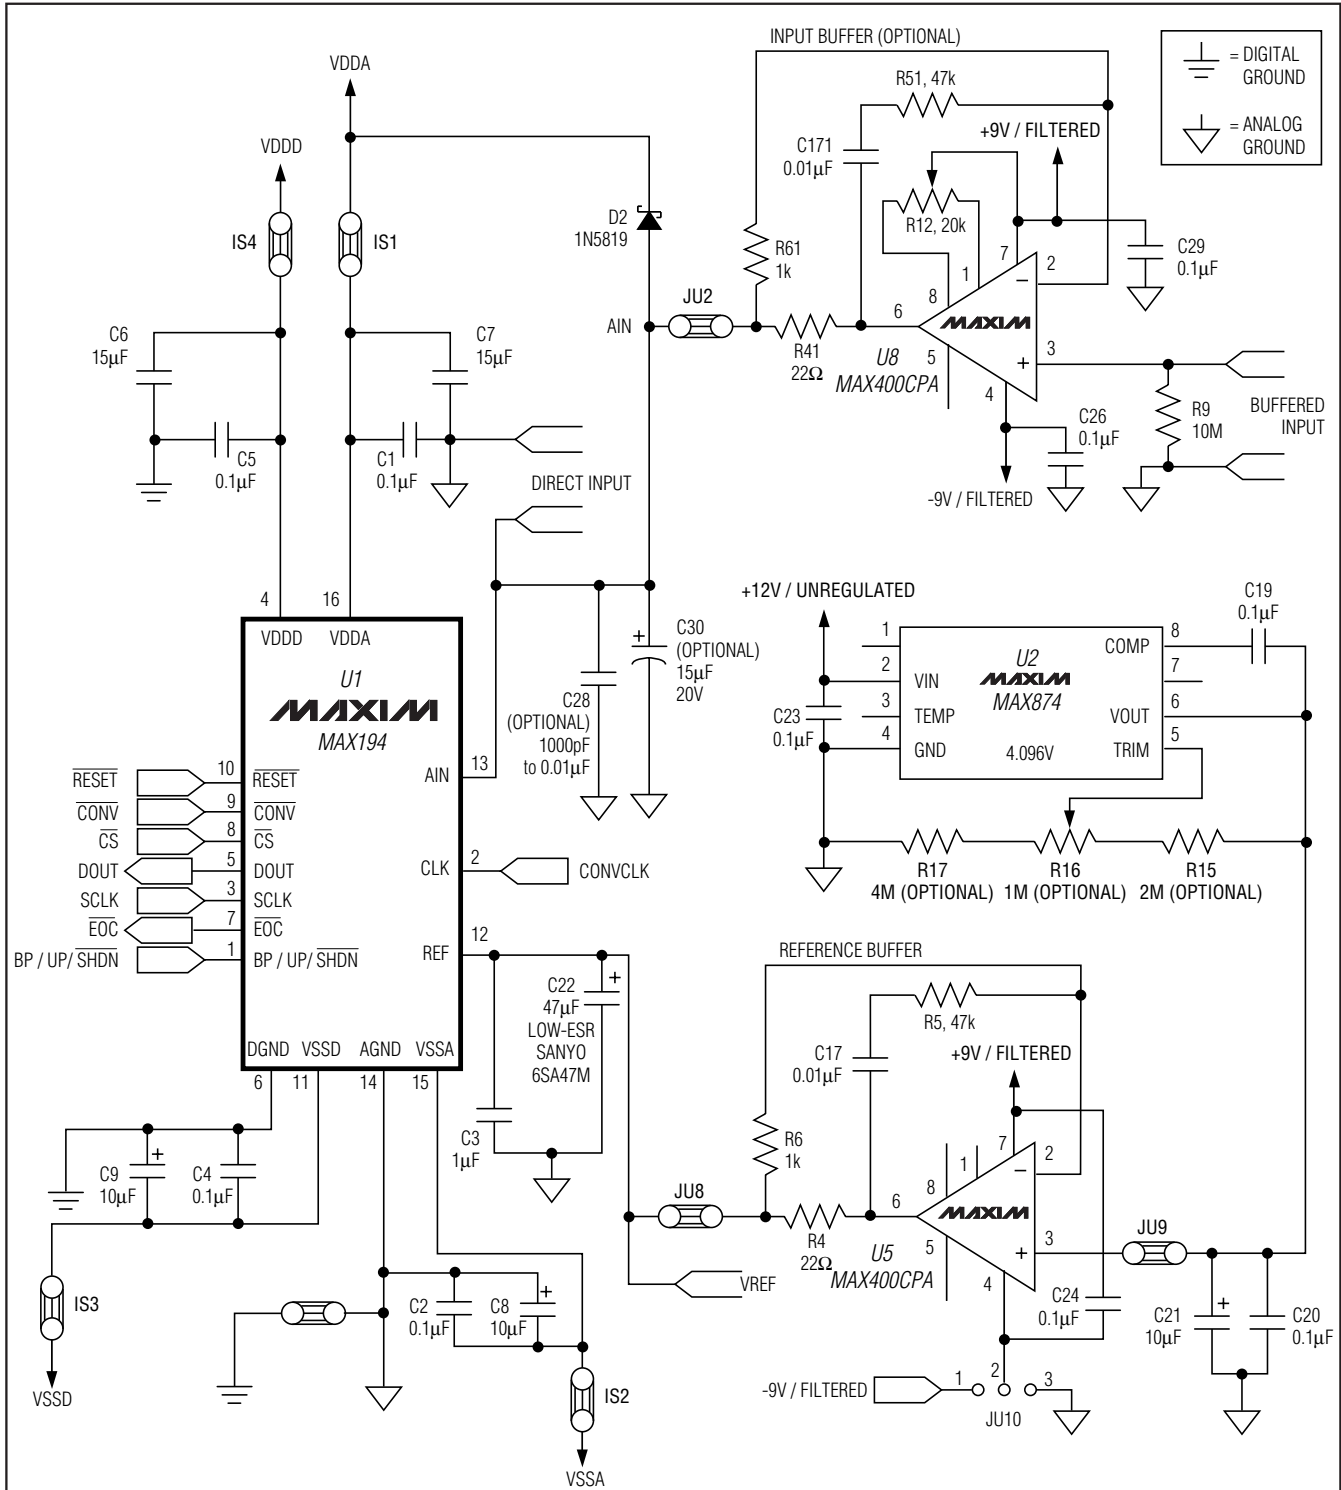 INPUT BUFFER (OPTIONAL)
= DIGITAL
GROUND
= ANALOG
GROUND
VDDA
VDDD
IS4
IS1
R51, 47k
C171
0.01µF
+9V / FILTERED
D2
1N5819
R61
1k
R12, 20k
C29
0.1µF
7
2
1
8
JU2
AIN
6
MAXIM
3
R41
22Ω
5
U8
MAX400CPA
4
C6
15µF
C7
15µF
C26
0.1µF
R9
10M
BUFFERED
INPUT
C5
0.1µF
C1
0.1µF
DIRECT INPUT
-9V / FILTERED
4
16
VDDD
VDDA
U1
MAXIM
MAX194
C30
(OPTIONAL)
15µF
20V
C28
(OPTIONAL)
1000pF
to 0.01µF
+12V / UNREGULATED
C19
0.1µF
1
2
3
4
VIN
TEMP
GND
U2
MAXIM
MAX874
4.096V
COMP
VOUT
TRIM
8
7
6
5
C23
0.1µF
R17
4M (OPTIONAL)
R16
1M (OPTIONAL)
R15
2M (OPTIONAL)
AIN
13
RESET
10
RESET
CONV
9
CONV
CS
8
CS
DOUT
5
DOUT
CLK
2
CONVCLK
SCLK
3
SCLK
EOC
7
EOC
BP / UP/ SHDN
1
BP / UP/ SHDN
REF
12
DGND
VSSD
AGND
VSSA
6
11
14
15
C22
47µF
LOW-ESR
SANYO
6SA47M
C3
1µF
REFERENCE BUFFER
R5, 47k
C17
0.01µF
+9V / FILTERED
R6
1k
7
2
1
8
6
MAXIM
3
5
4
JU8
R4
22Ω
U5
MAX400CPA
JU9
VREF
C24
0.1µF
C21
10µF
C20
0.1µF
-9V / FILTERED
1
2
3
JU10
C9
10µF
C4
0.1µF
IS3
VSSD
C2
0.1µF
C8
10µF
IS2
VSSA